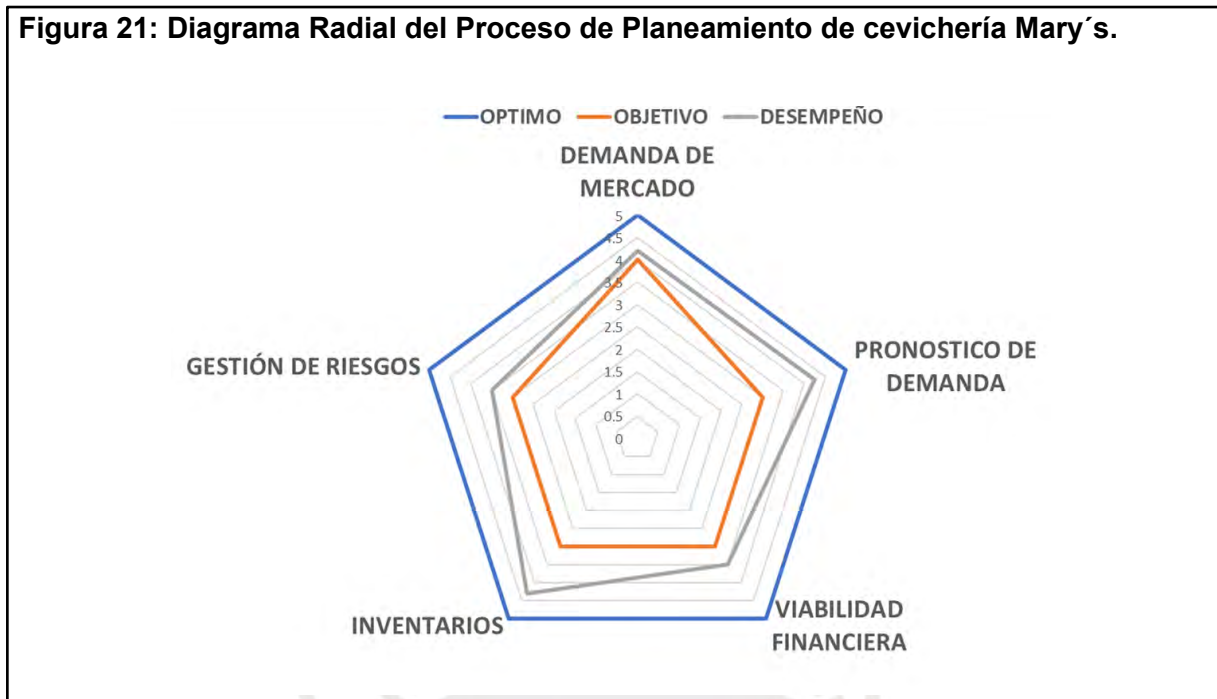 Figura 21: Diagrama Radial del Proceso de Planeamiento de cevichería Mary´s.
OPTIMO OBJETIVO DESEMPEÑO
DEMANDA DE
MERCADO
5
4.5
4
3.5
3
2.5
2
1.5
1
0.5
0
PRONOSTICO DE
DEMANDA
GESTIÓN DE RIESGOS
INVENTARIOS
VIABILIDAD
FINANCIERA